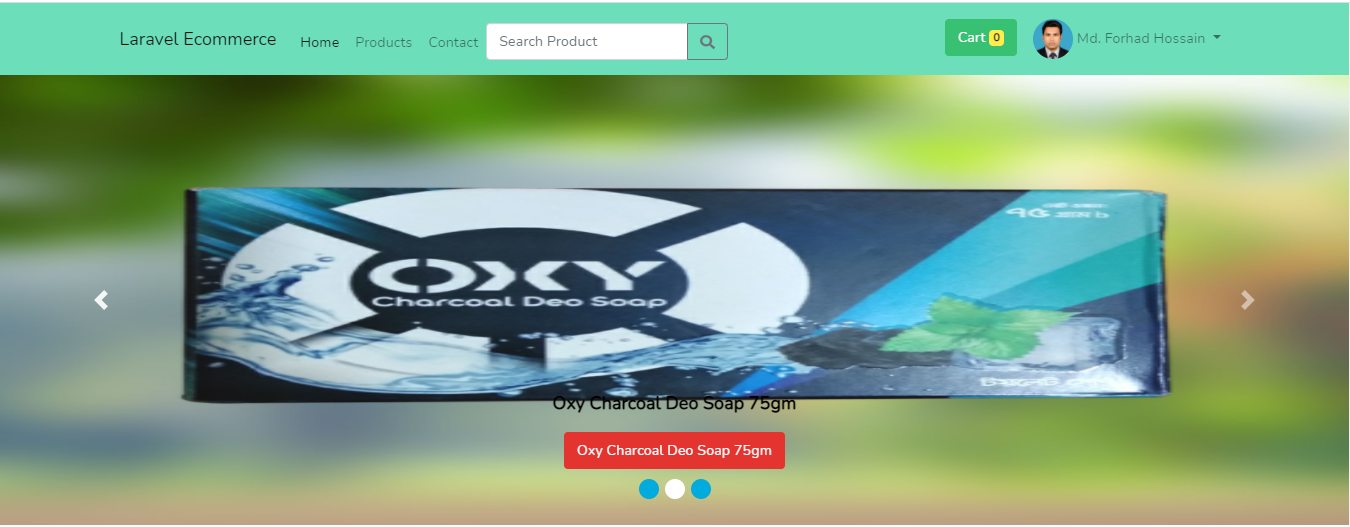 Laravel Ecommerce
Home
Products
Contact
Search Product
Cart 0
Md. Forhad Hossain
OXY
Charcoal Deo Soap
৭৫ গ্রাম
Oxy Charcoal Deo Soap 75gm
Oxy Charcoal Deo Soap 75gm